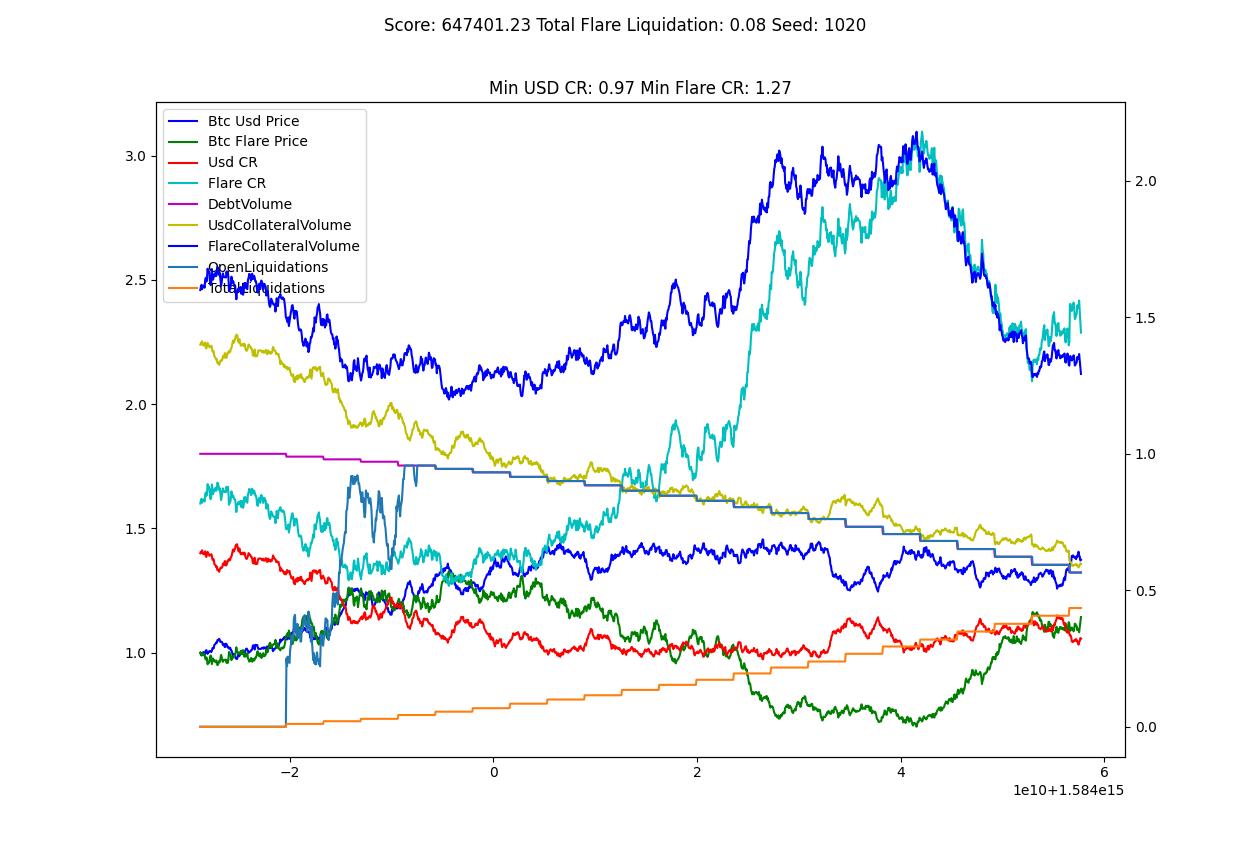 Score: 647401.23 Total Flare Liquidation: 0.08 Seed: 1020
Min USD CR: 0.97 Min Flare CR: 1.27
Btc Usd Price
Btc Flare Price
Usd CR
Flare CR
DebtVolume
UsdCollateralVolume
FlareCollateralVolume
OpenLiquidations
TotalLiquidations
3.0
2.5
2.0
1.5
1.0
2.0
1.5
1.0
0.5
0.0
−2
0
2
4
6
1e10+1.584e15